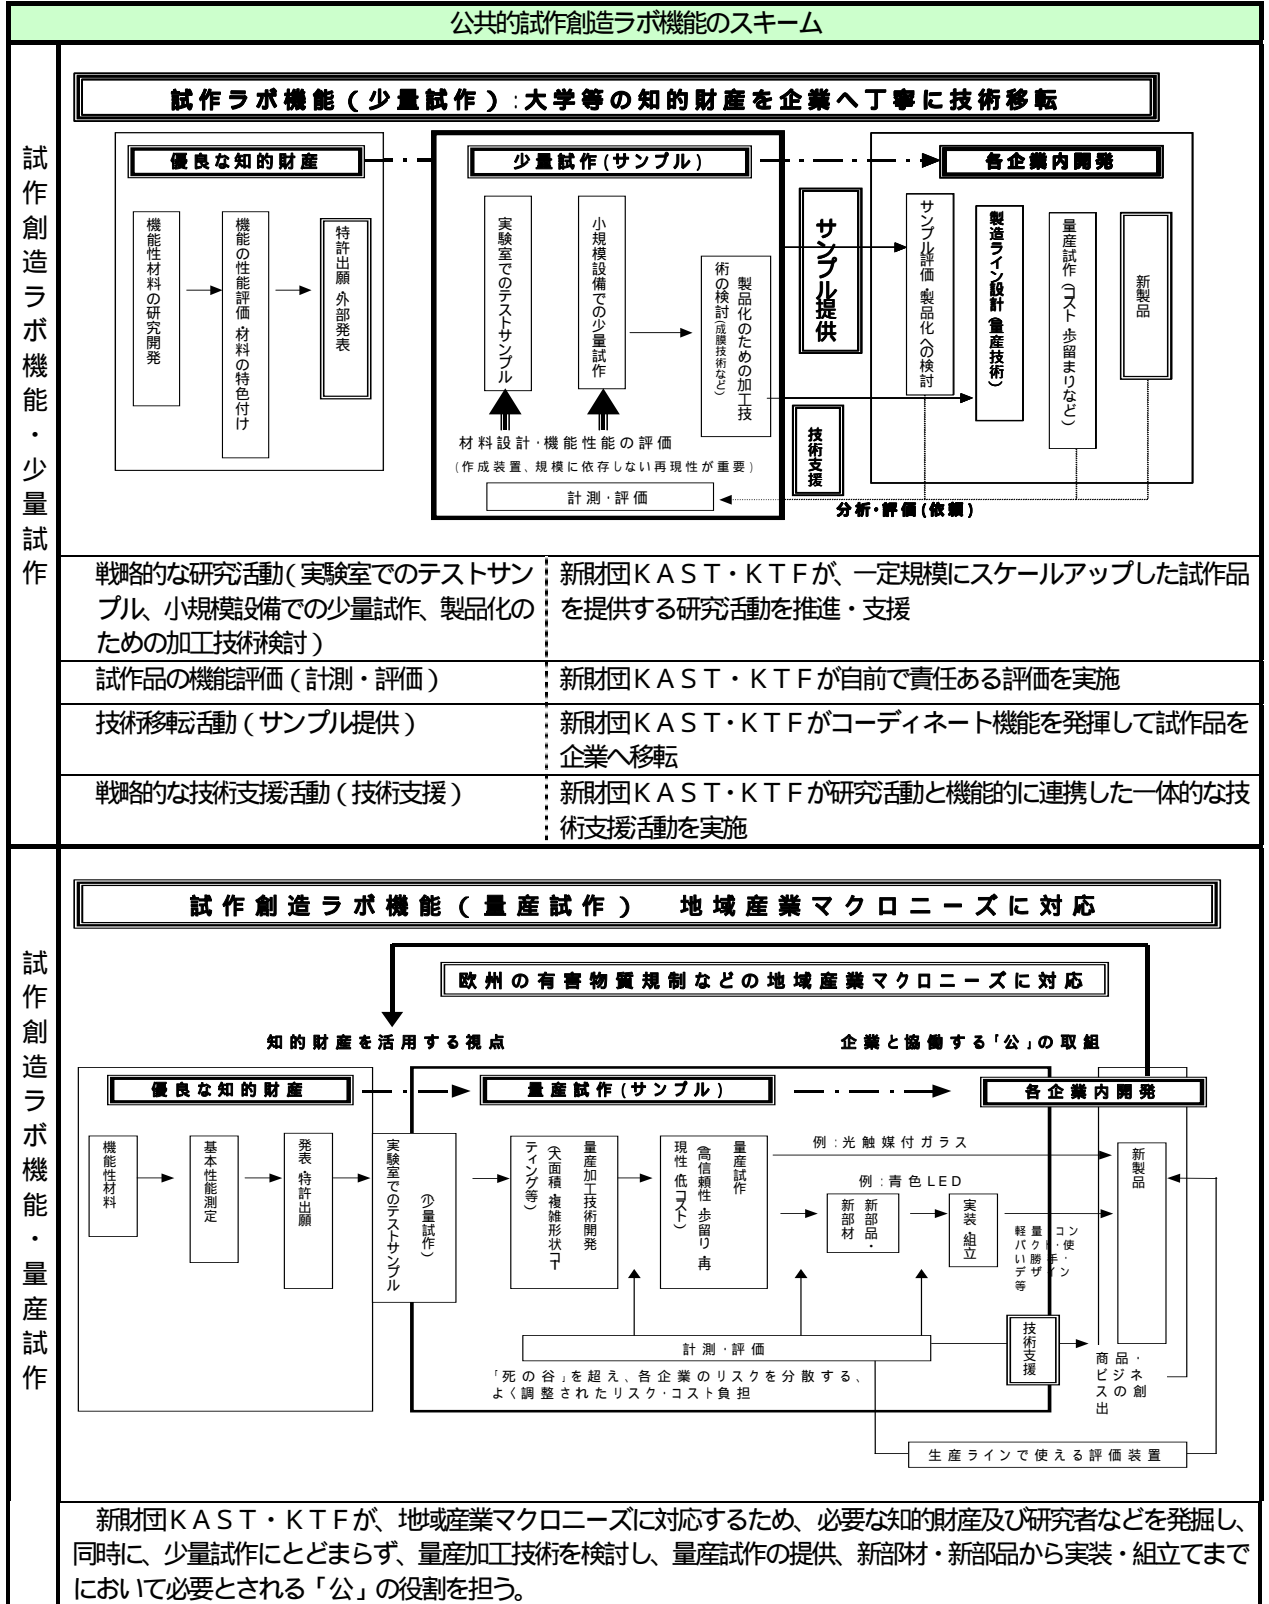 公共的試作創造ラボ機能のスキーム
試作創造ラボ機能・少量試作
試作ラボ機能(少量試作):大学等の知的財産を企業へ丁寧に技術移転
優良な知的財産
少量試作(サンプル)
各企業内開発
機能性材料の研究開発
機能の性能評価・材料の特色付け
特許出願・外部発表
実験室でのテストサンプル
小規模設備での少量試作
製品化のための加工技
術の検討(成膜技術など)
サンプル提供
技術支援
サンプル評価・製品化への検討
製造ライン設計(量産技術)
量産試作(コスト・歩留まりなど)
新製品
材料設計・機能性能の評価
(作成装置、規模に依存しない再現性が重要)
計測・評価
分析・評価(依頼)
戦略的な研究活動(実験室でのテストサン
プル、小規模設備での少量試作、製品化の
ための加工技術検討)
新財団KAST・KTFが、一定規模にスケールアップした試作品
を提供する研究活動を推進・支援
試作品の機能評価(計測・評価)
新財団KAST・KTFが自前で責任ある評価を実施
技術移転活動(サンプル提供)
新財団KAST・KTFがコーディネート機能を発揮して試作品を
企業へ移転
戦略的な技術支援活動(技術支援)
新財団KAST・KTFが研究活動と機能的に連携した一体的な技
術支援活動を実施
試作創造ラボ機能・量産試作
試作創造ラボ機能(量産試作) 地域産業マクロニーズに対応
欧州の有害物質規制などの地域産業マクロニーズに対応
知的財産を活用する視点
企業と協働する「公」の取組
優良な知的財産
量産試作(サンプル)
各企業内開発
機能性材料
基本性能測定
発表・特許出願
実験室でのテストサンプル
(少量試作)
量産加工技術開発
(大面積・複雑形状・コー
ティング等)
量産試作
(高信頼性・歩留り・再
現性・低コスト)
例:光触媒付ガラス
例:青色LED
新部品・
新部材
実装・組立
軽量・コン
パクト・使
い勝手・
デザイン
等
新製品
計測・評価
技術支援
「死の谷」を超え、各企業のリスクを分散する、
よく調整されたリスク・コスト負担
商品・
ビジネ
スの創
出
生産ラインで使える評価装置
新財団KAST・KTFが、地域産業マクロニーズに対応するため、必要な知的財産及び研究者などを発掘し、
同時に、少量試作にとどまらず、量産加工技術を検討し、量産試作の提供、新部材・新部品から実装・組立てまで
において必要とされる「公」の役割を担う。